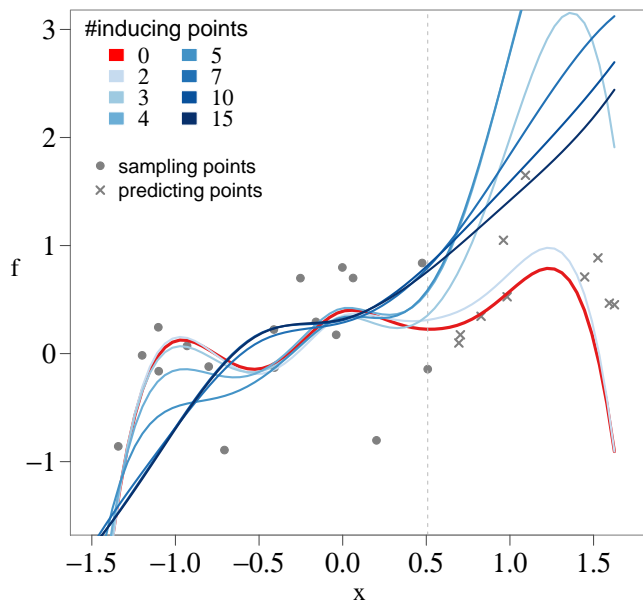 #inducing points
0 5
2 7
3 10
4 15
sampling points
predicting points
3
2
1
0
−1
f
−1.5 −1.0 −0.5 0.0 0.5 1.0 1.5
x